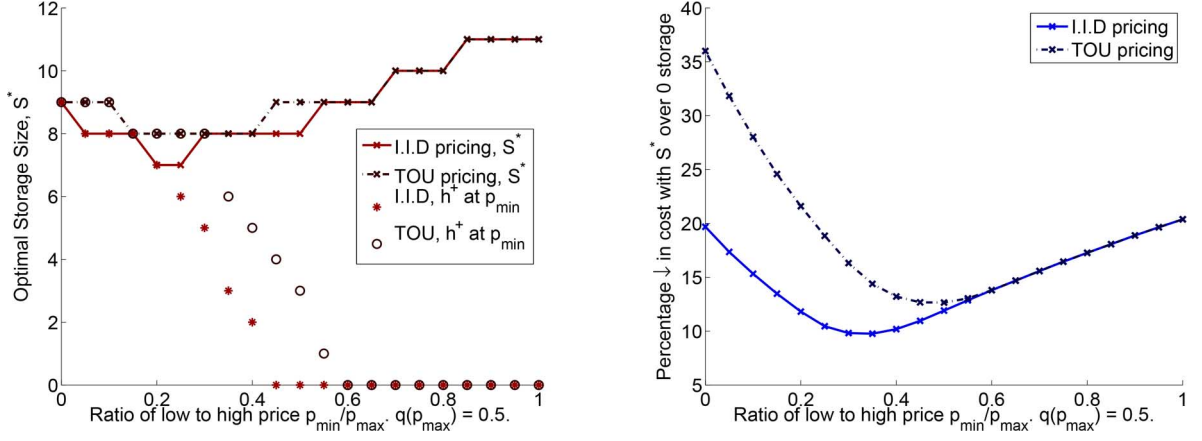 12
10
8
6
4
2
0
Optimal Storage Size, S*
I.I.D pricing, S*
TOU pricing, S*
I.I.D, h⁺ at p_min
TOU, h⁺ at p_min
0 0.2 0.4 0.6 0.8 1
Ratio of low to high price p_min/p_max. q(p_max) = 0.5.
40
35
30
25
20
15
10
5
Percentage ↓ in cost with S* over 0 storage
I.I.D pricing
TOU pricing
0 0.2 0.4 0.6 0.8 1
Ratio of low to high price p_min/p_max. q(p_max) = 0.5.